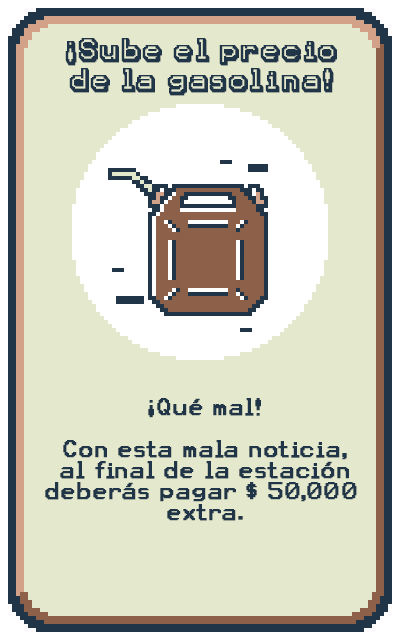 ¡Sube el precio
de la gasolina!
¡Qué mal!
Con esta mala noticia,
al final de la estación
deberás pagar $ 50,000
extra.